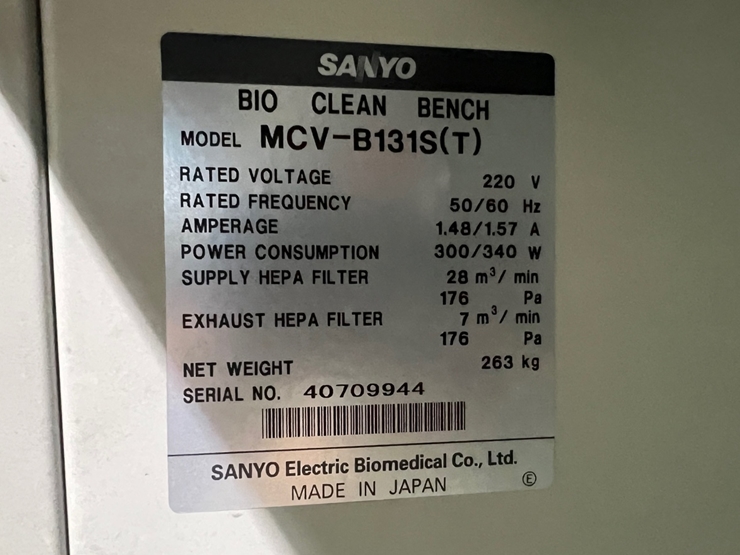 SANYO
BIO CLEAN BENCH
MODEL MCV-B131S(T)
RATED VOLTAGE 220 V
RATED FREQUENCY 50/60 Hz
AMPERAGE 1.48/1.57 A
POWER CONSUMPTION 300/340 W
SUPPLY HEPA FILTER 28 m³/ min
176 Pa
EXHAUST HEPA FILTER 7 m³/ min
176 Pa
NET WEIGHT 263 kg
SERIAL NO. 40709944
SANYO Electric Biomedical Co., Ltd.
MADE IN JAPAN Ⓔ